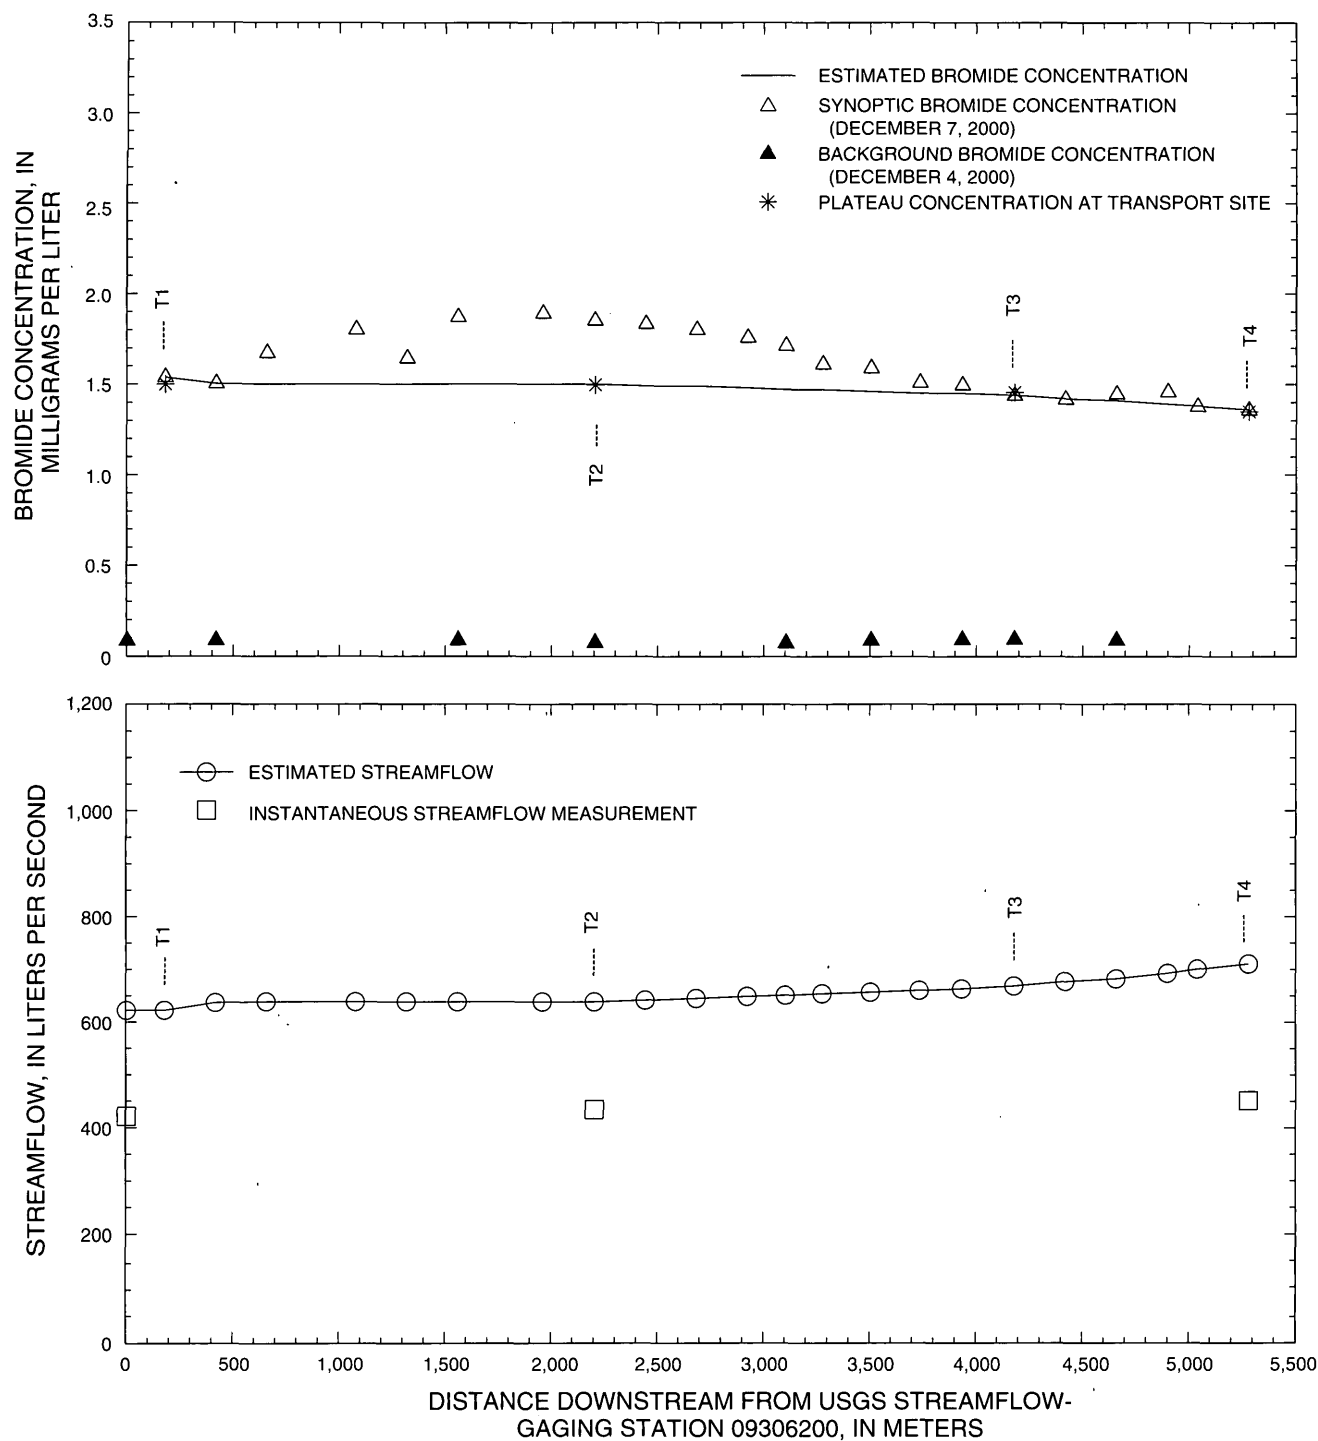 3.5
3.0
2.5
2.0
1.5
1.0
0.5
0
BROMIDE CONCENTRATION, IN
MILLIGRAMS PER LITER
ESTIMATED BROMIDE CONCENTRATION
SYNOPTIC BROMIDE CONCENTRATION
(DECEMBER 7, 2000)
BACKGROUND BROMIDE CONCENTRATION
(DECEMBER 4, 2000)
PLATEAU CONCENTRATION AT TRANSPORT SITE
T1
T2
T3
T4
1,200
1,000
800
600
400
200
0
STREAMFLOW, IN LITERS PER SECOND
ESTIMATED STREAMFLOW
INSTANTANEOUS STREAMFLOW MEASUREMENT
T1
T2
T3
T4
0 500 1,000 1,500 2,000 2,500 3,000 3,500 4,000 4,500 5,000 5,500
DISTANCE DOWNSTREAM FROM USGS STREAMFLOW-
GAGING STATION 09306200, IN METERS